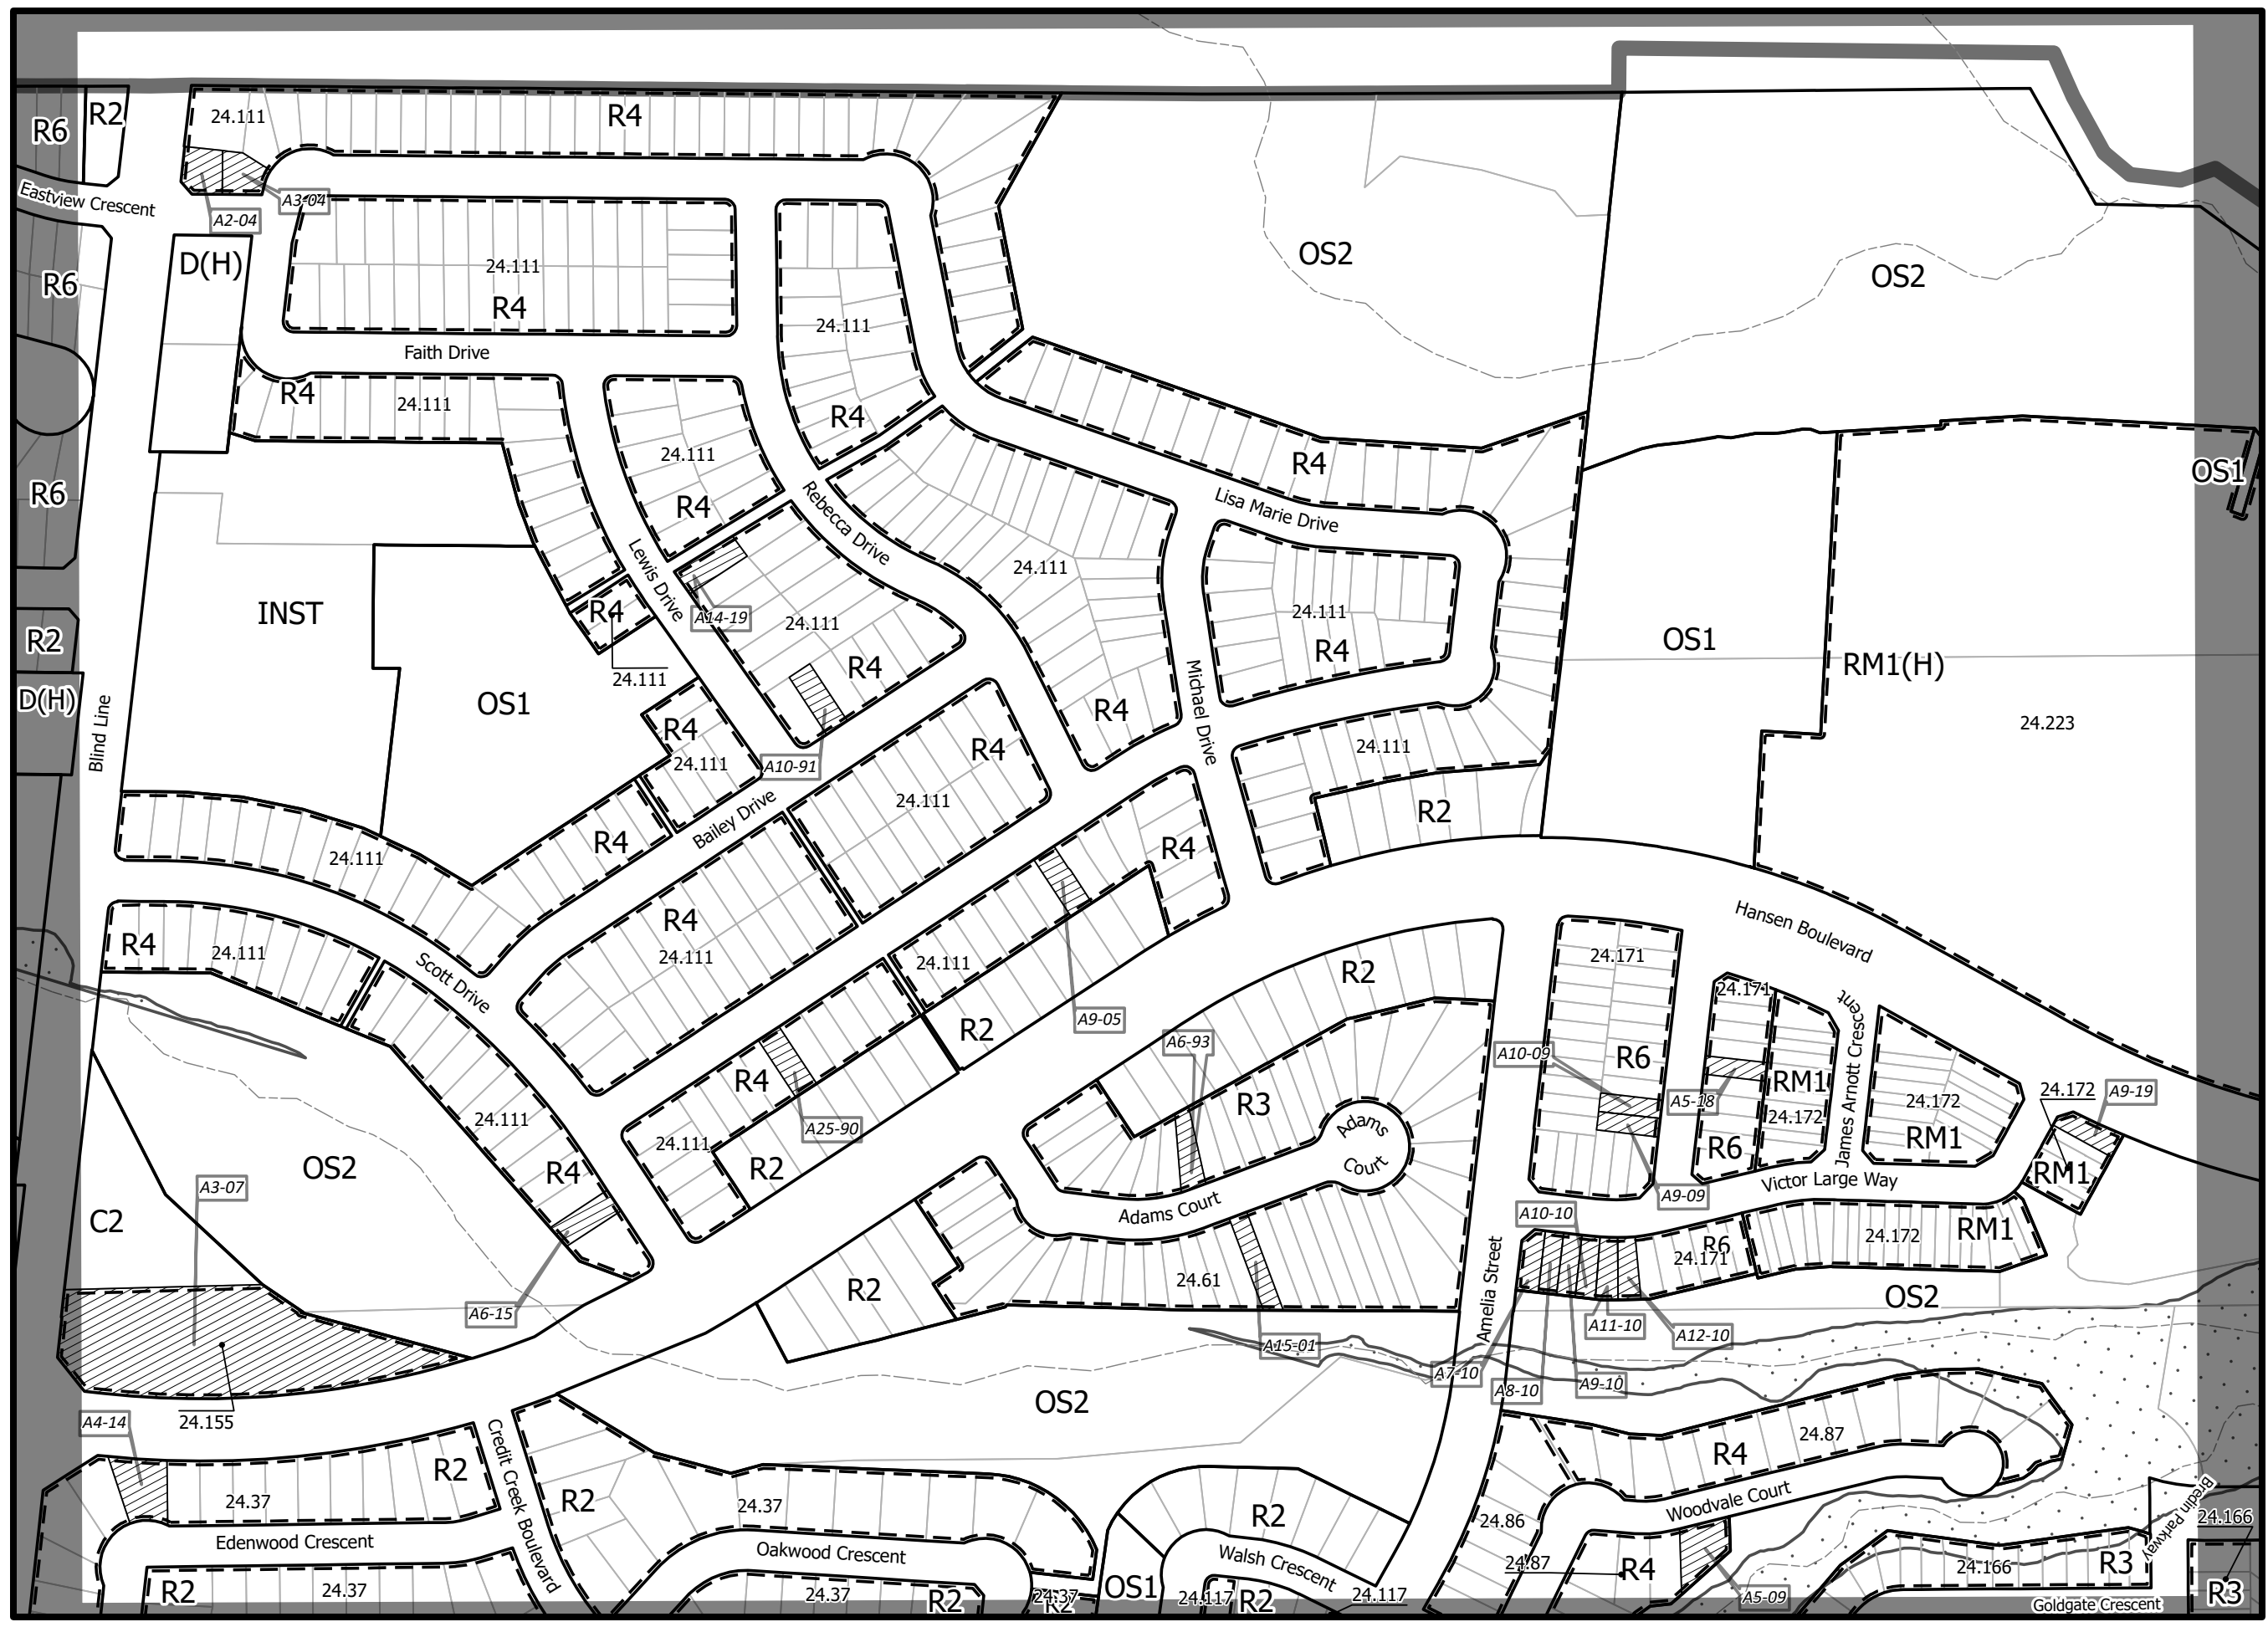 R4
R2
24.111
R6
A3-04
Eastview Crescent
A2-04
OS2
D(H)
24.111
OS2
R6
R4
24.111
Faith Drive
R4
24.111
R4
24.111
R4
OS1
R6
R4
Rebecca Drive
Lisa Marie Drive
24.111
Lewis Drive
INST
R4
A14-19
24.111
24.111
R4
R2
OS1
RM1(H)
R4
24.111
D(H)
OS1
Michael Drive
R4
24.223
Blind Line
R4
R4
24.111
24.111
A10-91
24.111
Bailey Drive
R2
R4
R4
24.111
R4
Hansen Boulevard
R4
24.111
24.111
24.111
24.171
Scott Drive
R2
24.171
James Arnott Crescent
A9-05
R2
A6-93
A10-09
R6
R4
RM1
24.172
A9-19
R3
A5-18
24.172
24.172
24.111
A25-90
24.111
Adams
Court
R6
RM1
OS2
R2
R4
RM1
Victor Large Way
A3-07
A9-09
Adams Court
A10-10
C2
RM1
R6
24.171
24.172
R2
24.61
OS2
Amelia Street
A6-15
A11-10
A12-10
A15-01
A7-10
A8-10
A9-10
OS2
24.155
A4-14
Credit Creek Boulevard
24.87
R4
R2
24.37
R2
24.37
R2
Woodvale Court
24.86
Bredin Parkway
24.166
Edenwood Crescent
Oakwood Crescent
Walsh Crescent
24.87
R4
24.166
R3
R2
24.37
24.37
R2
24.37
R2
OS1
24.117
R2
24.117
A5-09
Goldgate Crescent
R3